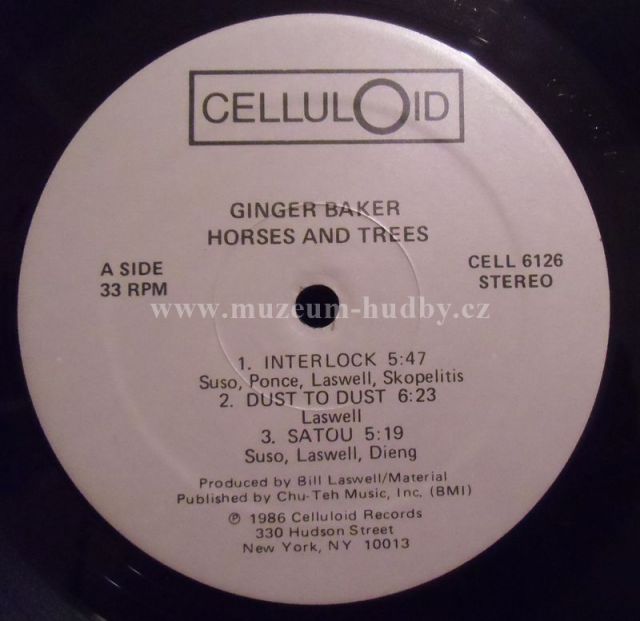 CELLULOID
GINGER BAKER
HORSES AND TREES
A SIDE
33 RPM
CELL 6126
STEREO
www.muzeum-hudby.cz
1. INTERLOCK 5:47
Suso, Ponce, Laswell, Skopelitis
2. DUST TO DUST 6:23
Laswell
3. SATOU 5:19
Suso, Laswell, Dieng
Produced by Bill Laswell/Material
Published by Chu-Teh Music, Inc. (BMI)
℗ 1986 Celluloid Records
330 Hudson Street
New York, NY 10013